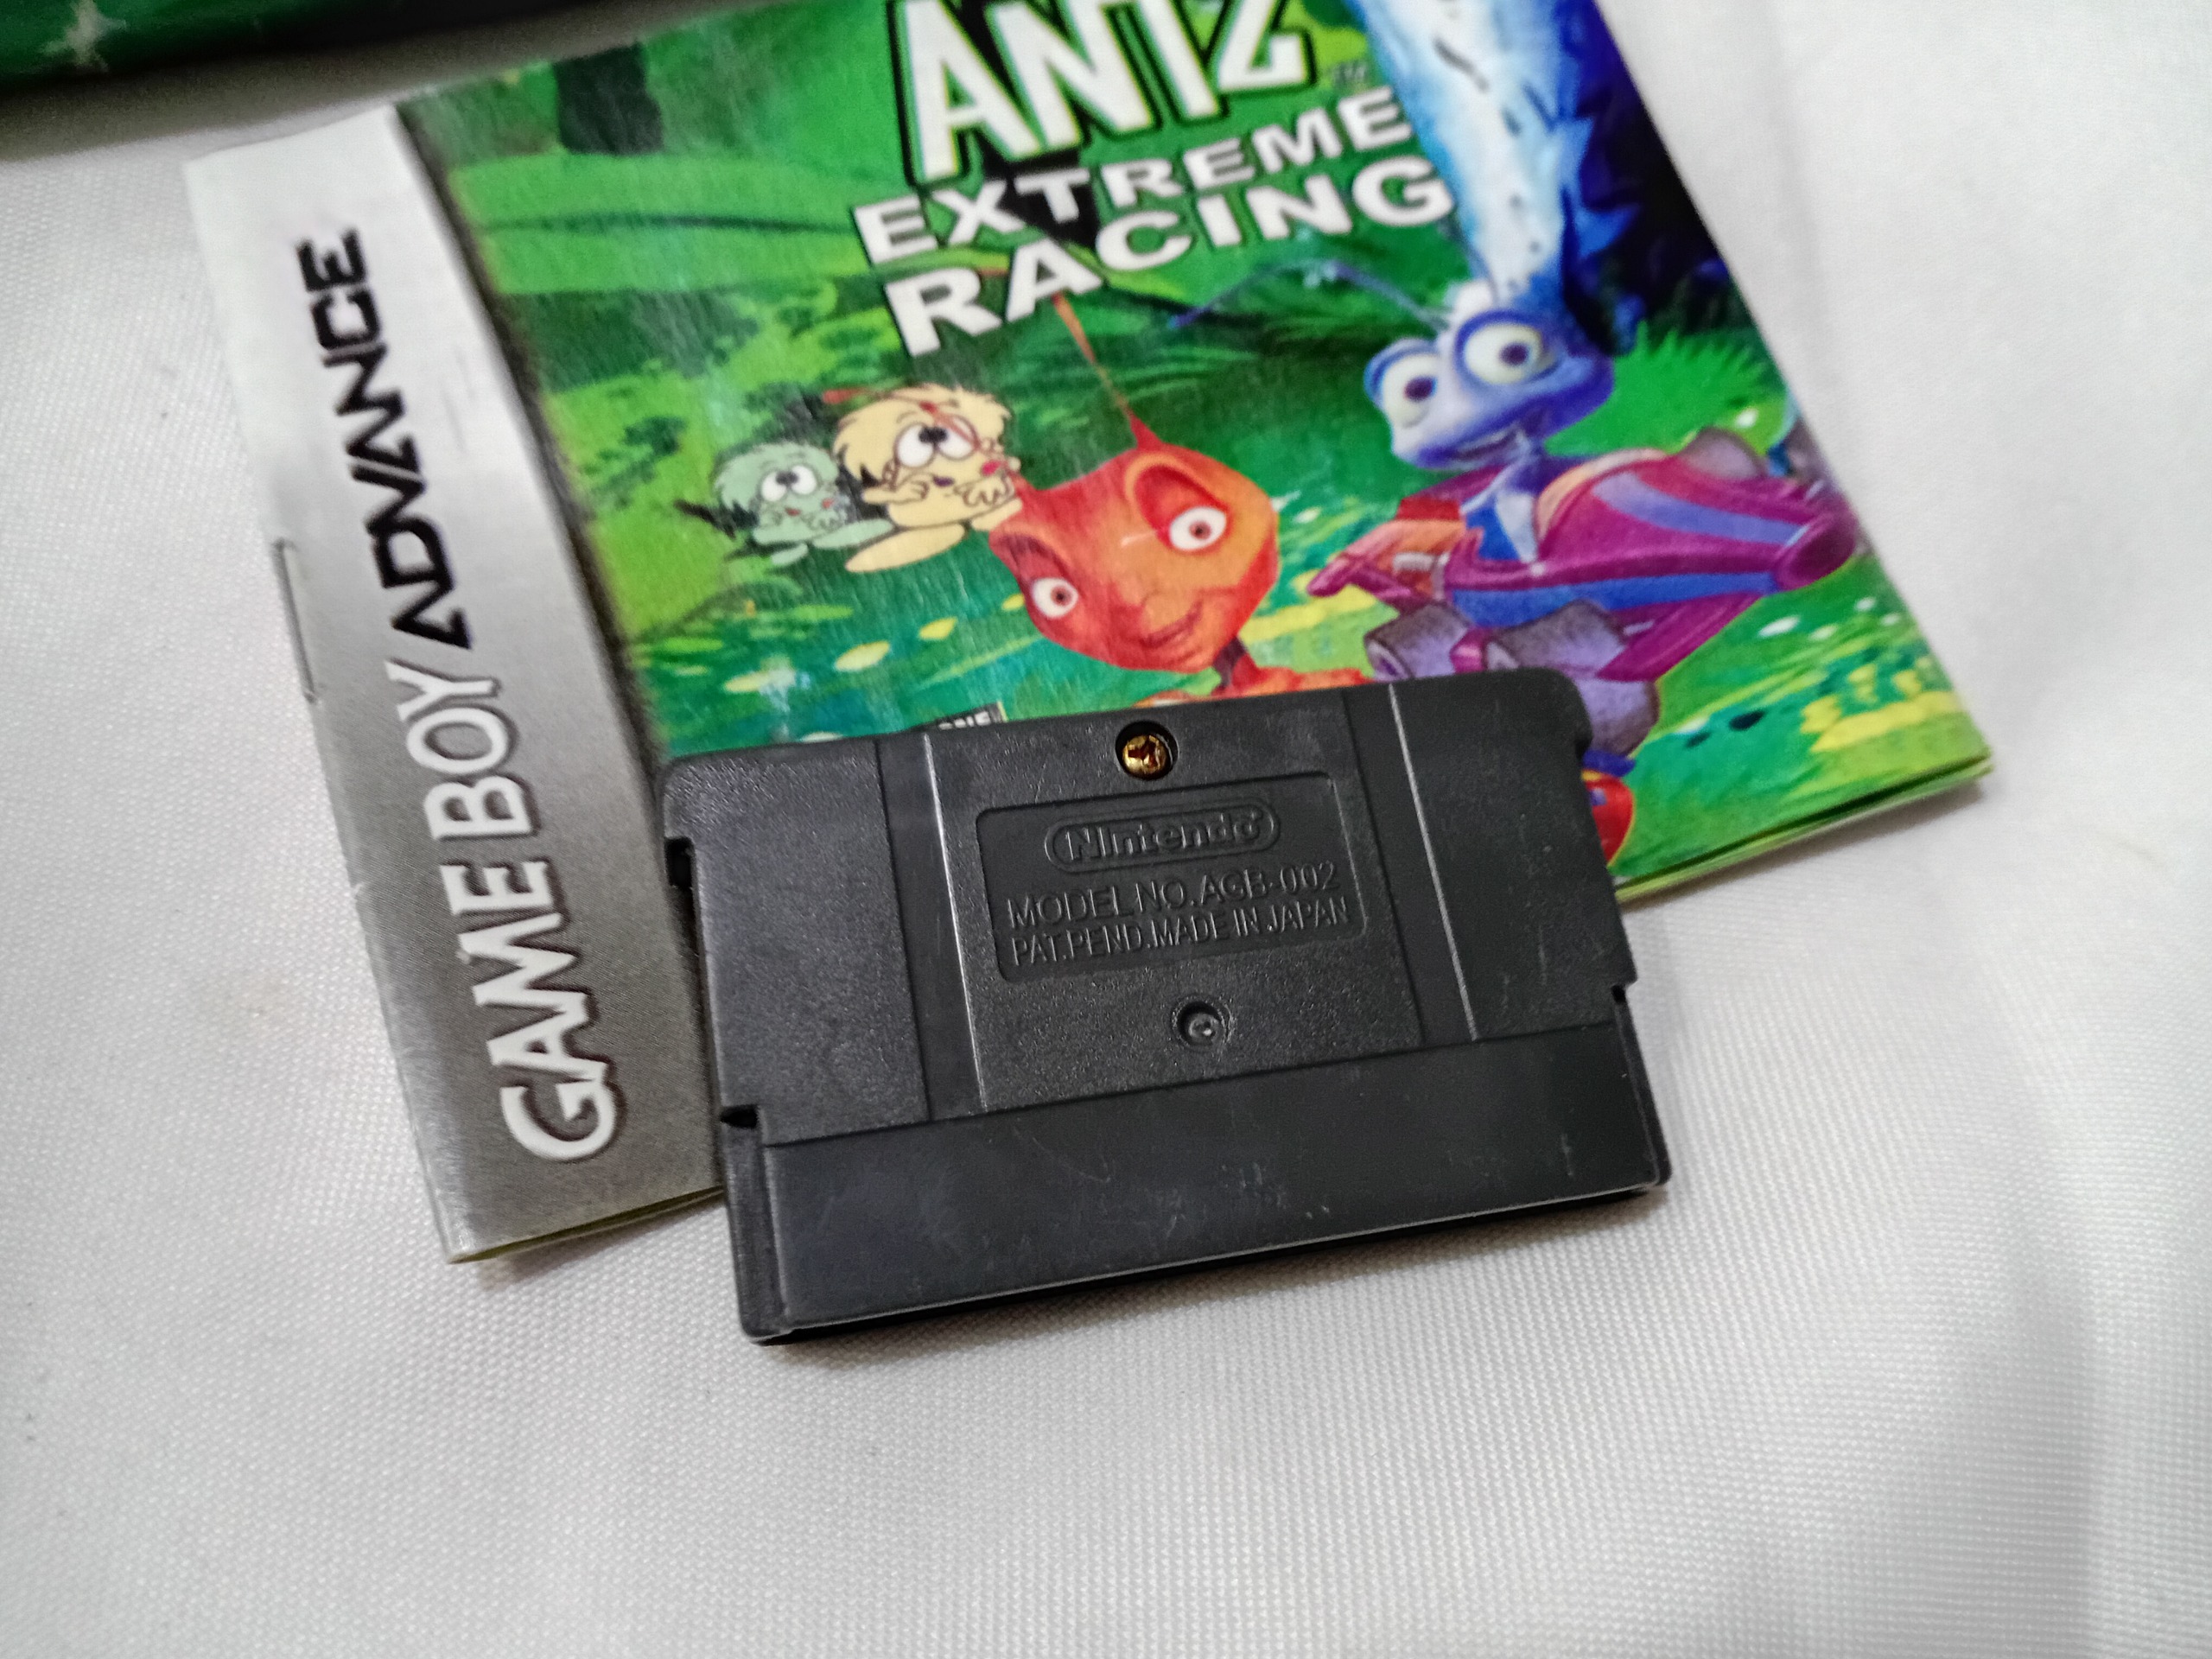 ANTZ
EXTREME
RACING
GAME BOY ADVANCE
Nintendo
MODEL NO. AGB-002
PAT.PEND.MADE IN JAPAN